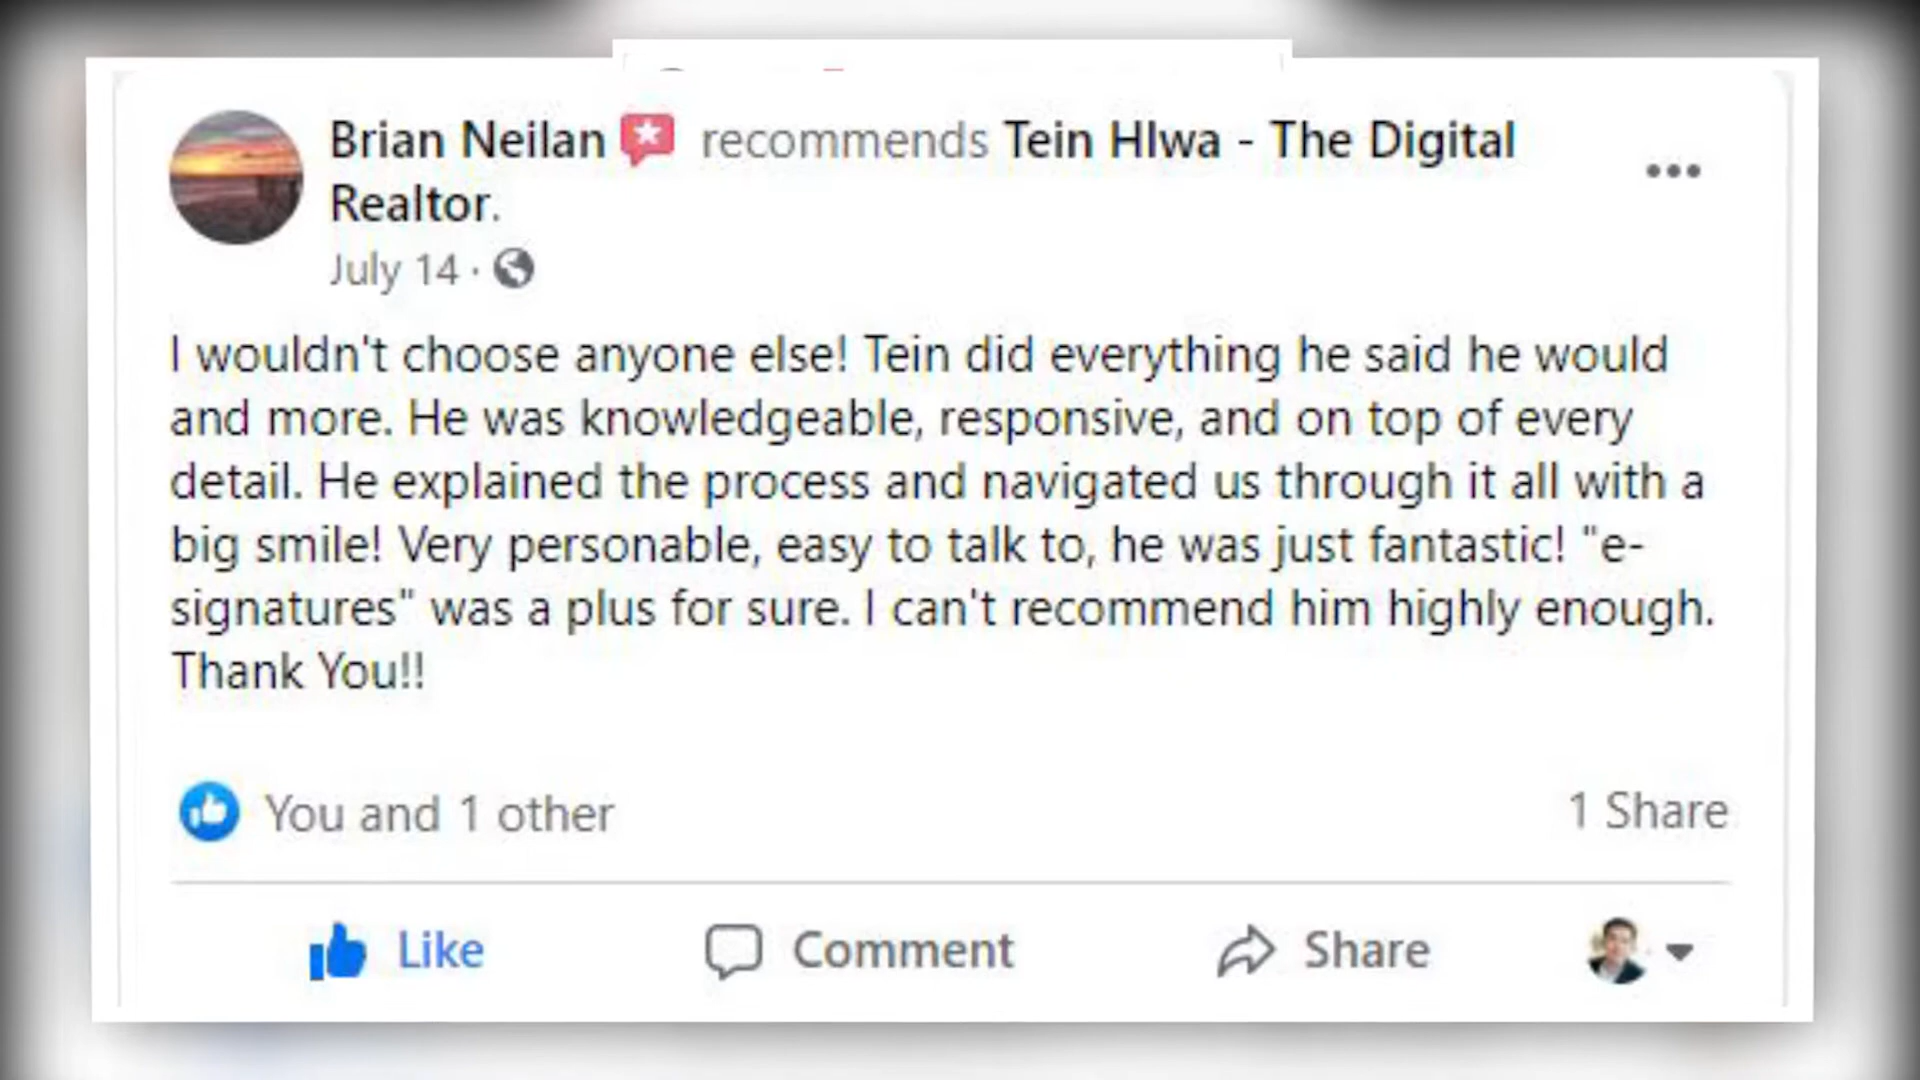 Brian Neilan recommends Tein Hlwa - The Digital
Realtor.
July 14 ·
I wouldn't choose anyone else! Tein did everything he said he would
and more. He was knowledgeable, responsive, and on top of every
detail. He explained the process and navigated us through it all with a
big smile! Very personable, easy to talk to, he was just fantastic! "e-
signatures" was a plus for sure. I can't recommend him highly enough.
Thank You!!
You and 1 other
1 Share
Like
Comment
Share